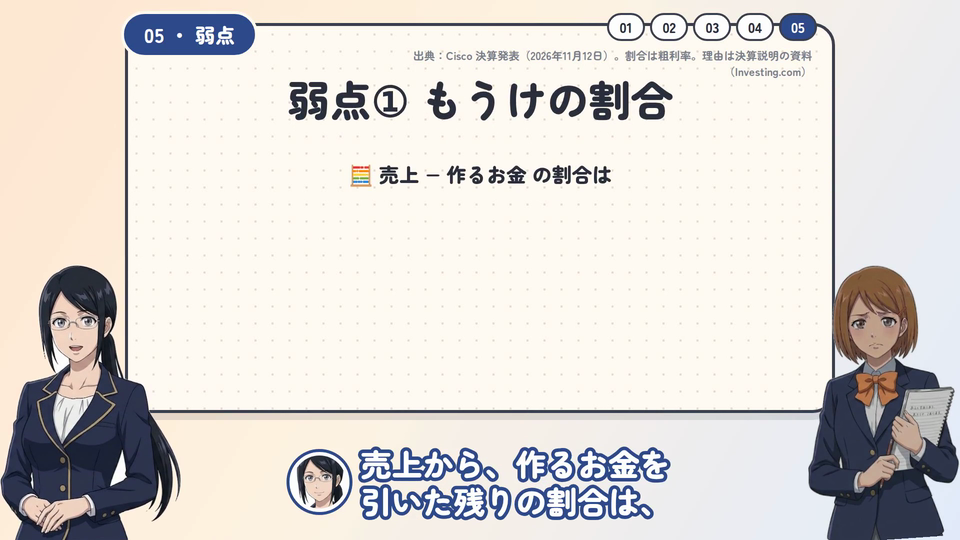 05 ・ 弱点
01 02 03 04 05
出典：Cisco 決算発表（2026年11月12日）。割合は粗利率。理由は決算説明の資料
（Investing.com）
弱点① もうけの割合
🧮 売上 − 作るお金 の割合は
売上から、作るお金を
引いた残りの割合は、